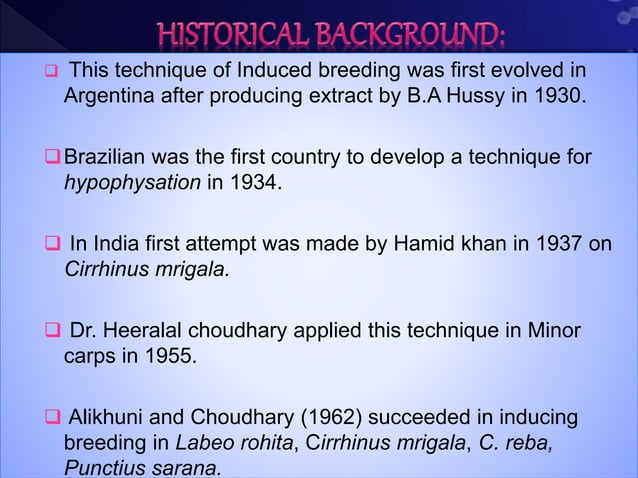 HISTORICAL BACKGROUND:
This technique of Induced breeding was first evolved in
Argentina after producing extract by B.A Hussy in 1930.
Brazilian was the first country to develop a technique for
hypophysation in 1934.
In India first attempt was made by Hamid khan in 1937 on
Cirrhinus mrigala.
Dr. Heeralal choudhary applied this technique in Minor
carps in 1955.
Alikhuni and Choudhary (1962) succeeded in inducing
breeding in Labeo rohita, Cirrhinus mrigala, C. reba,
Punctius sarana.